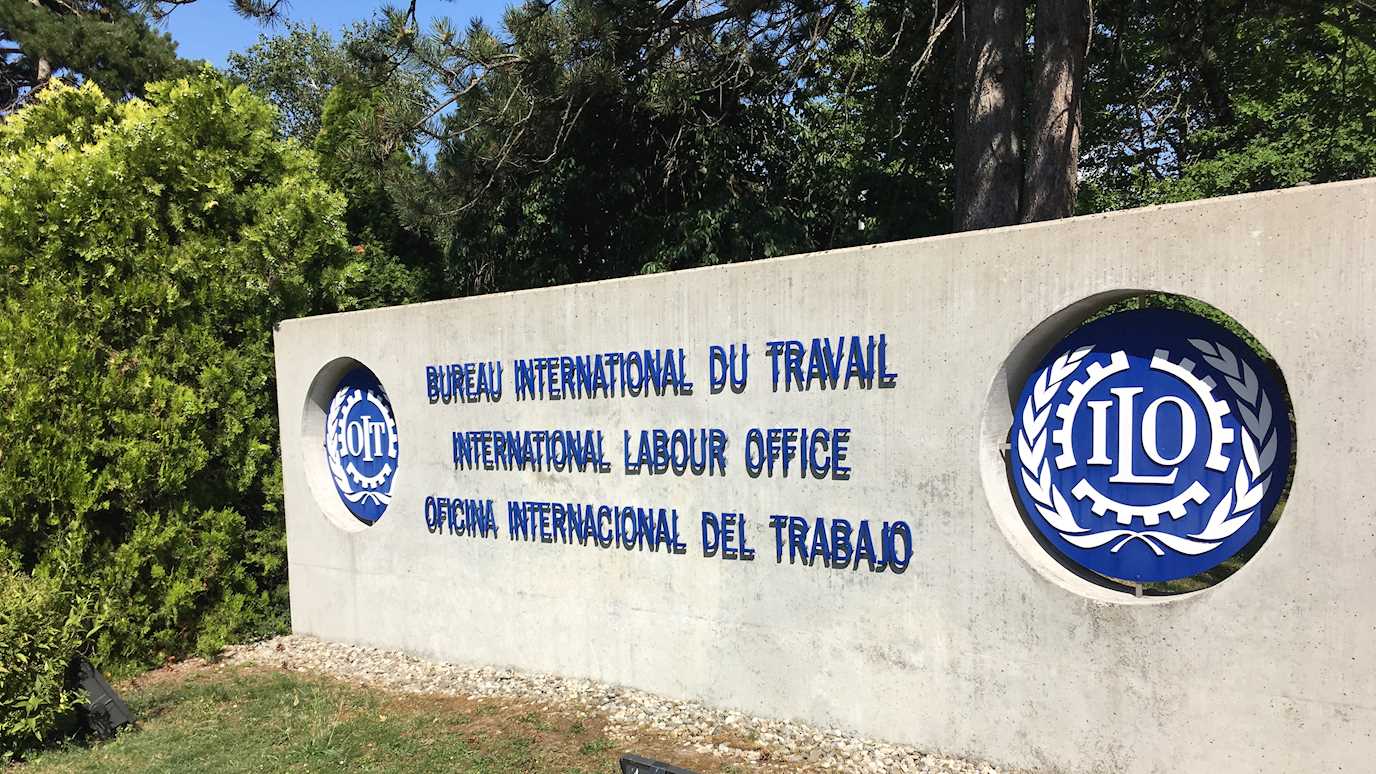 OIT
BUREAU INTERNATIONAL DU TRAVAIL
INTERNATIONAL LABOUR OFFICE
OFICINA INTERNACIONAL DEL TRABAJO
ILO